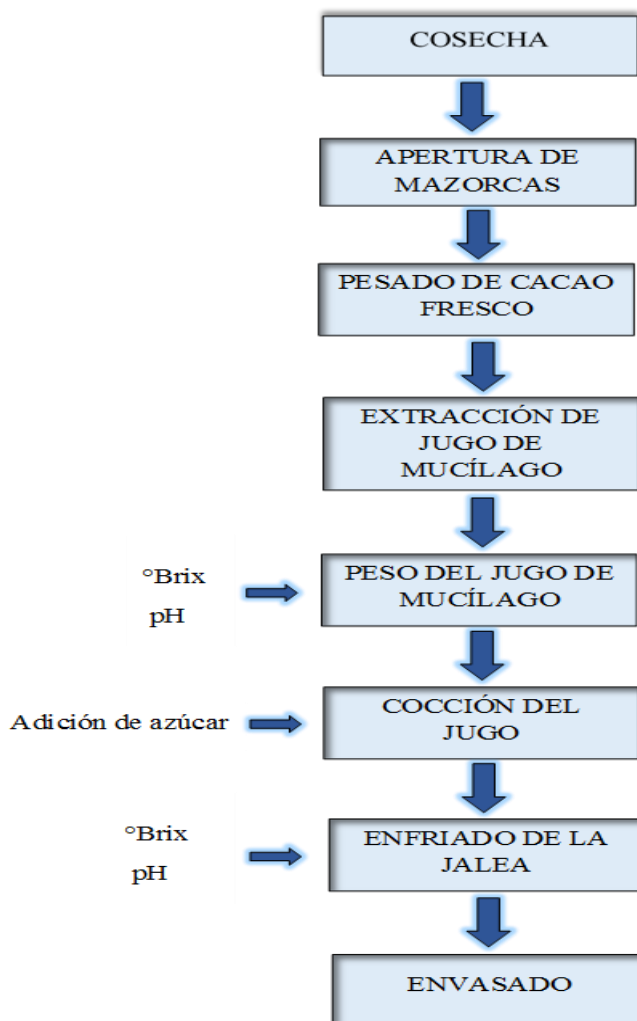 COSECHA
APERTURA DE
MAZORCAS
PESADO DE CACAO
FRESCO
EXTRACCIÓN DE
JUGO DE
MUCÍLAGO
°Brix
pH
PESO DEL JUGO DE
MUCÍLAGO
Adición de azúcar
COCCIÓN DEL
JUGO
°Brix
pH
ENFRIADO DE LA
JALEA
ENVASADO